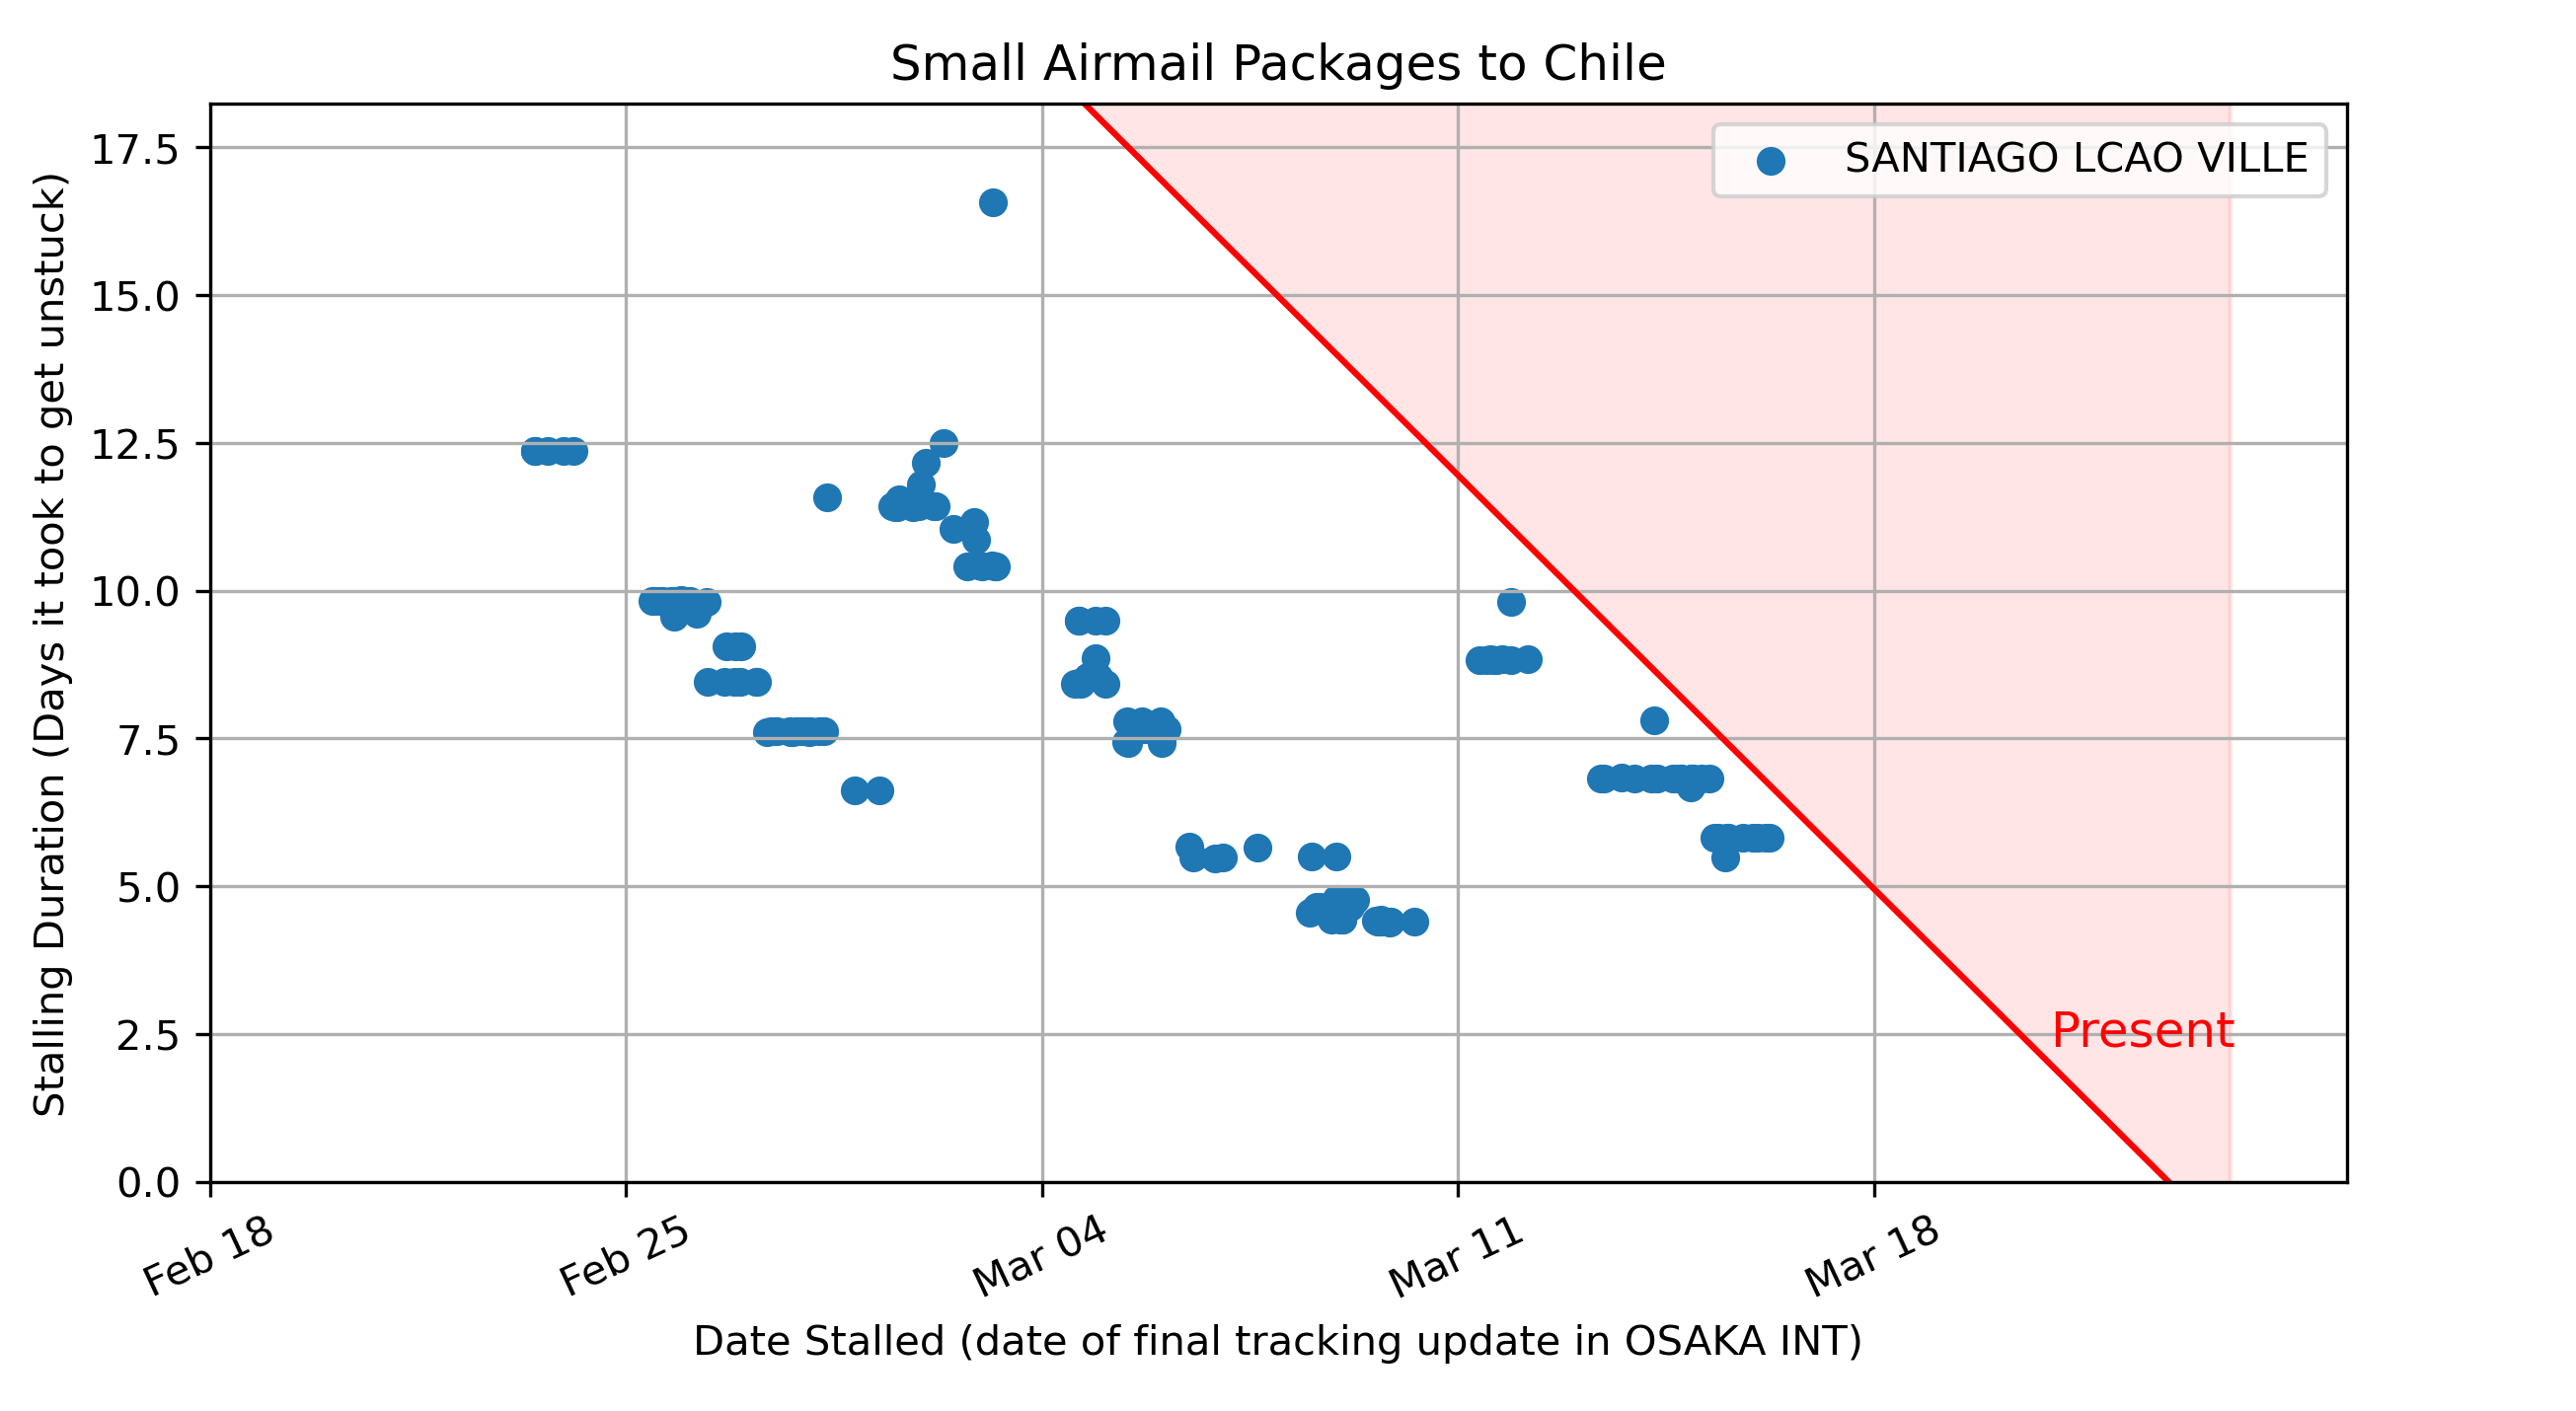 Small Airmail Packages to Chile
SANTIAGO LCAO VILLE
Stalling Duration (Days it took to get unstuck)
17.5
15.0
12.5
10.0
7.5
5.0
2.5
0.0
Present
Feb 18
Feb 25
Mar 04
Mar 11
Mar 18
Date Stalled (date of final tracking update in OSAKA INT)